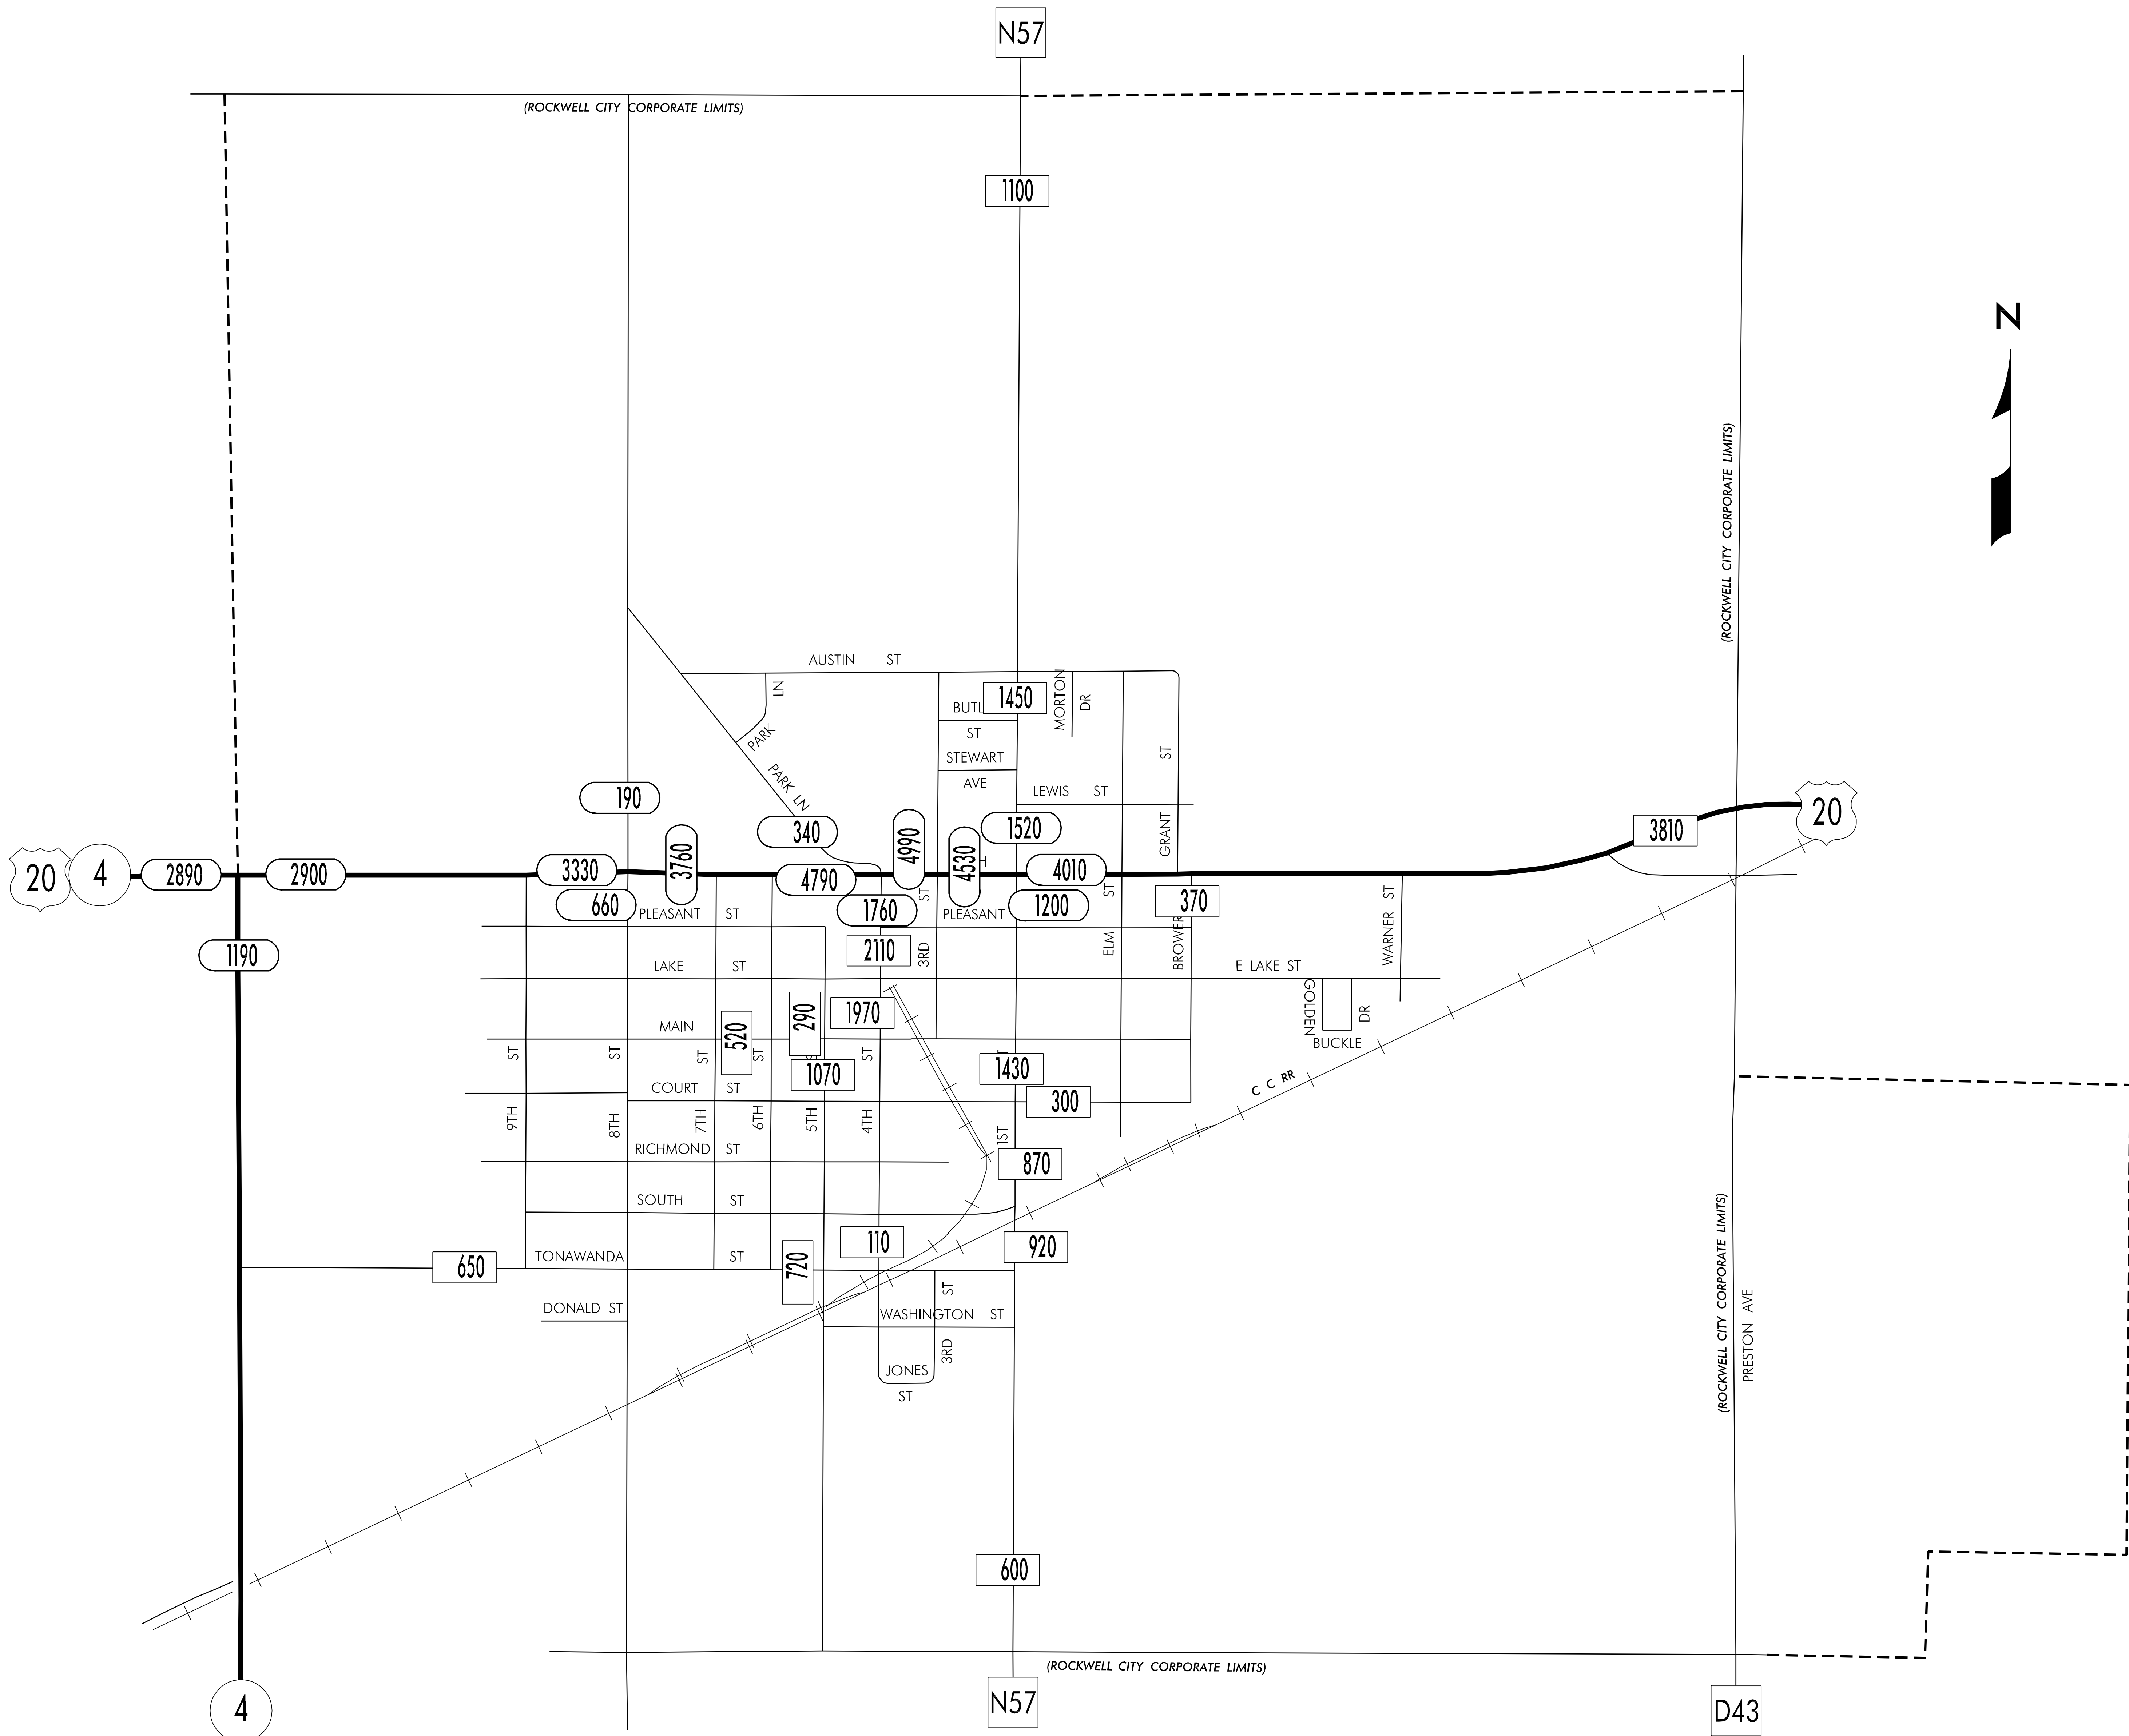 N57
(ROCKWELL CITY CORPORATE LIMITS)
1100
N
(ROCKWELL CITY CORPORATE LIMITS)
AUSTIN ST
LN
PARK
PARK LN
1450
ST
MORTON
DR
STEWART
AVE
LEWIS ST
ST
GRANT
190
340
4990
4530
1520
20
4
2890
2900
3330
3760
4790
4010
3810
20
660
1760
1200
370
PLEASANT ST
PLEASANT
ST
3RD
ST
ELM
BROWER
WARNER ST
1190
2110
LAKE ST
E LAKE ST
GOLDEN
DR
BUCKLE
1970
290
520
MAIN
1070
1430
300
C C RR
COURT ST
ST
9TH
ST
8TH
ST
7TH
ST
6TH
5TH
ST
4TH
1ST
RICHMOND ST
870
SOUTH ST
110
920
650
TONAWANDA ST
720
DONALD ST
WASHINGTON ST
ST
3RD
JONES
ST
(ROCKWELL CITY CORPORATE LIMITS)
PRESTON AVE
600
(ROCKWELL CITY CORPORATE LIMITS)
4
N57
D43